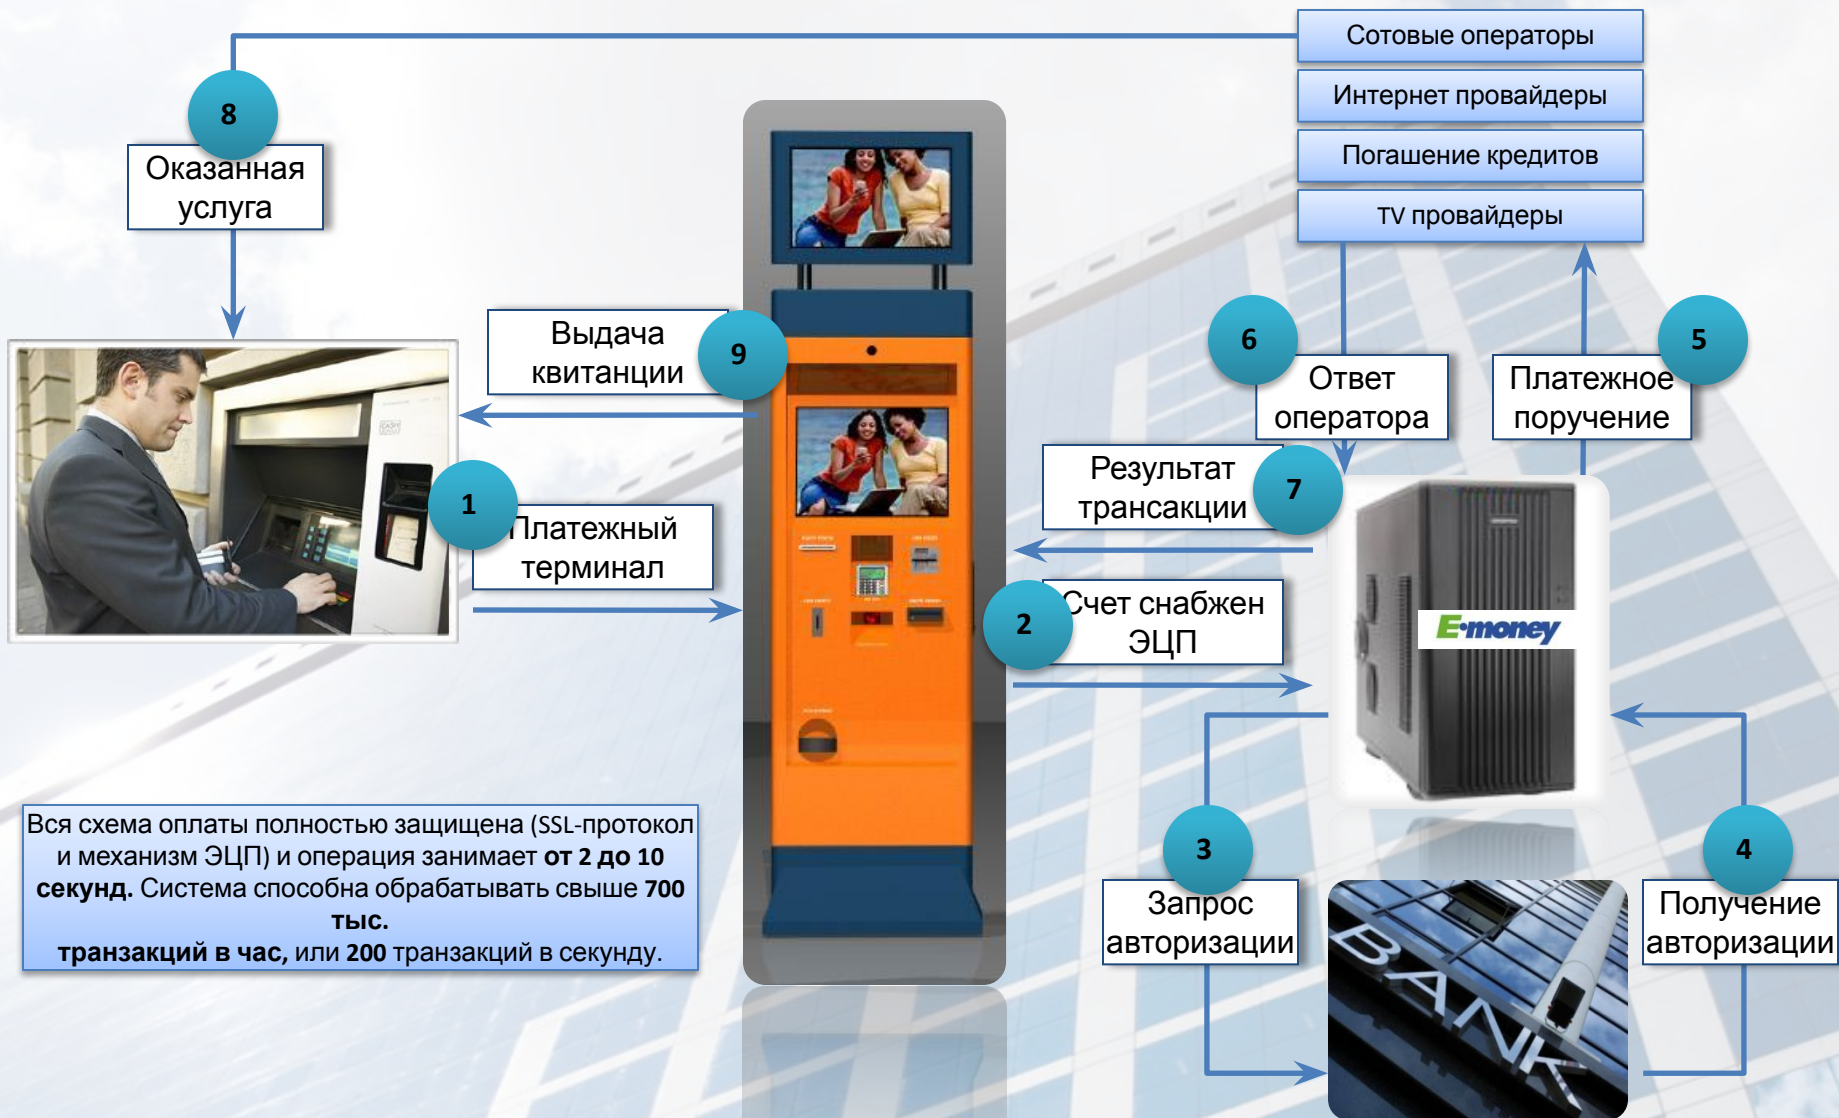 Сотовые операторы
Интернет провайдеры
Погашение кредитов
TV провайдеры
8
Оказанная
услуга
Выдача
квитанции
9
6
Ответ
оператора
5
Платежное
поручение
1
Платежный
терминал
Результат
трансакции
7
2
Счет снабжен
ЭЦП
E-money
Вся схема оплаты полностью защищена (SSL-протокол
и механизм ЭЦП) и операция занимает от 2 до 10
секунд. Система способна обрабатывать свыше 700
тыс.
транзакций в час, или 200 транзакций в секунду.
3
Запрос
авторизации
4
Получение
авторизации
BANK